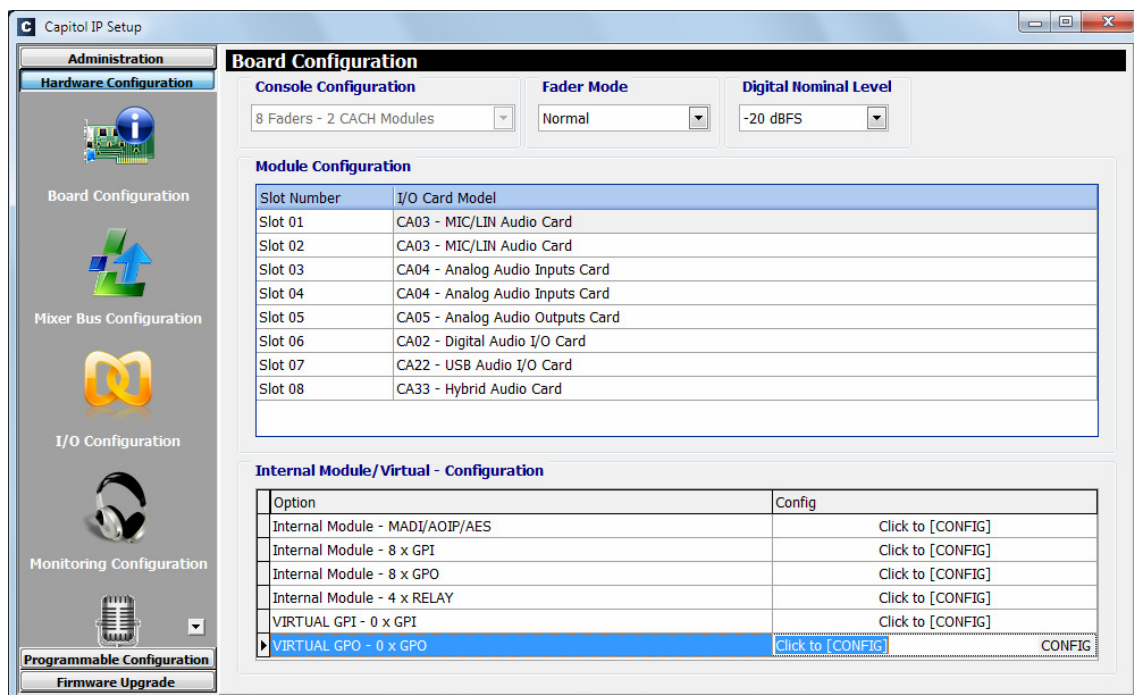 C Capitol IP Setup
Administration
Hardware Configuration
Board Configuration
Mixer Bus Configuration
I/O Configuration
Monitoring Configuration
Programmable Configuration
Firmware Upgrade
Board Configuration
Console Configuration Fader Mode Digital Nominal Level
8 Faders - 2 CACH Modules Normal -20 dBFS
Module Configuration
Slot Number I/O Card Model
Slot 01 CA03 - MIC/LIN Audio Card
Slot 02 CA03 - MIC/LIN Audio Card
Slot 03 CA04 - Analog Audio Inputs Card
Slot 04 CA04 - Analog Audio Inputs Card
Slot 05 CA05 - Analog Audio Outputs Card
Slot 06 CA02 - Digital Audio I/O Card
Slot 07 CA22 - USB Audio I/O Card
Slot 08 CA33 - Hybrid Audio Card
Internal Module/Virtual - Configuration
Option Config
Internal Module - MADI/AOIP/AES Click to [CONFIG]
Internal Module - 8 x GPI Click to [CONFIG]
Internal Module - 8 x GPO Click to [CONFIG]
Internal Module - 4 x RELAY Click to [CONFIG]
VIRTUAL GPI - 0 x GPI Click to [CONFIG]
VIRTUAL GPO - 0 x GPO Click to [CONFIG] CONFIG